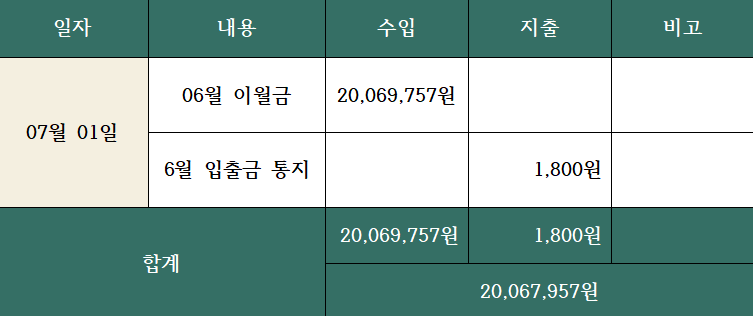 일자 내용 수입 지출 비고
06월 이월금 20,069,757원
07월 01일
6월 입출금 통지 1,800원
20,069,757원 1,800원
합계
20,067,957원